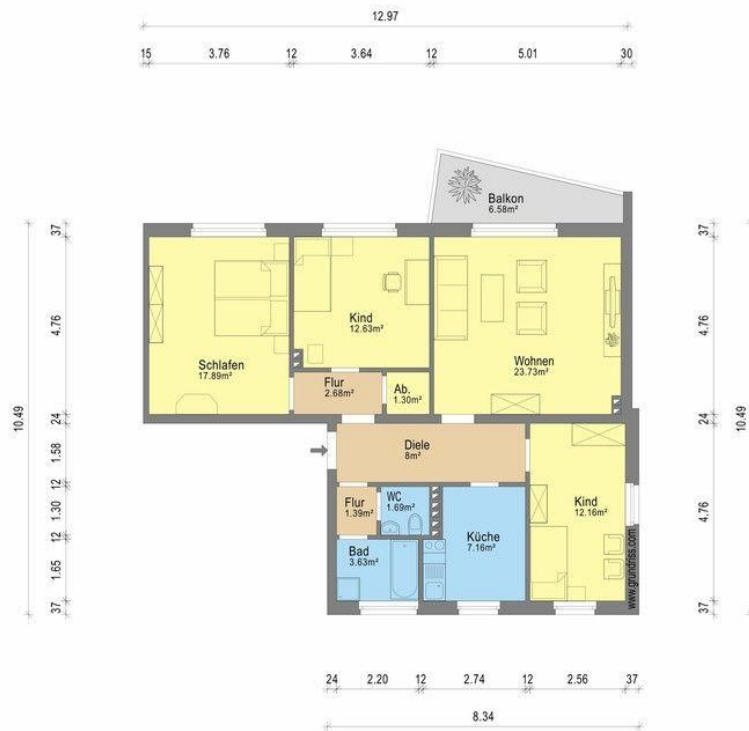 12.97
15 3.76 12 3.64 12 5.01 30
Balkon
6.58m²
37 4.76 24 1.58 12 1.30 12 1.65 37
10.49
Schlafen
17.89m²
Kind
12.63m²
Wohnen
23.73m²
Flur
2.68m²
Ab.
1.30m²
Diele
8m²
Flur
1.39m²
WC
1.69m²
Bad
3.63m²
Küche
7.16m²
Kind
12.16m²
www.grundriss.com
37 4.76 24 4.76 37
10.49
24 2.20 12 2.74 12 2.56 37
8.34